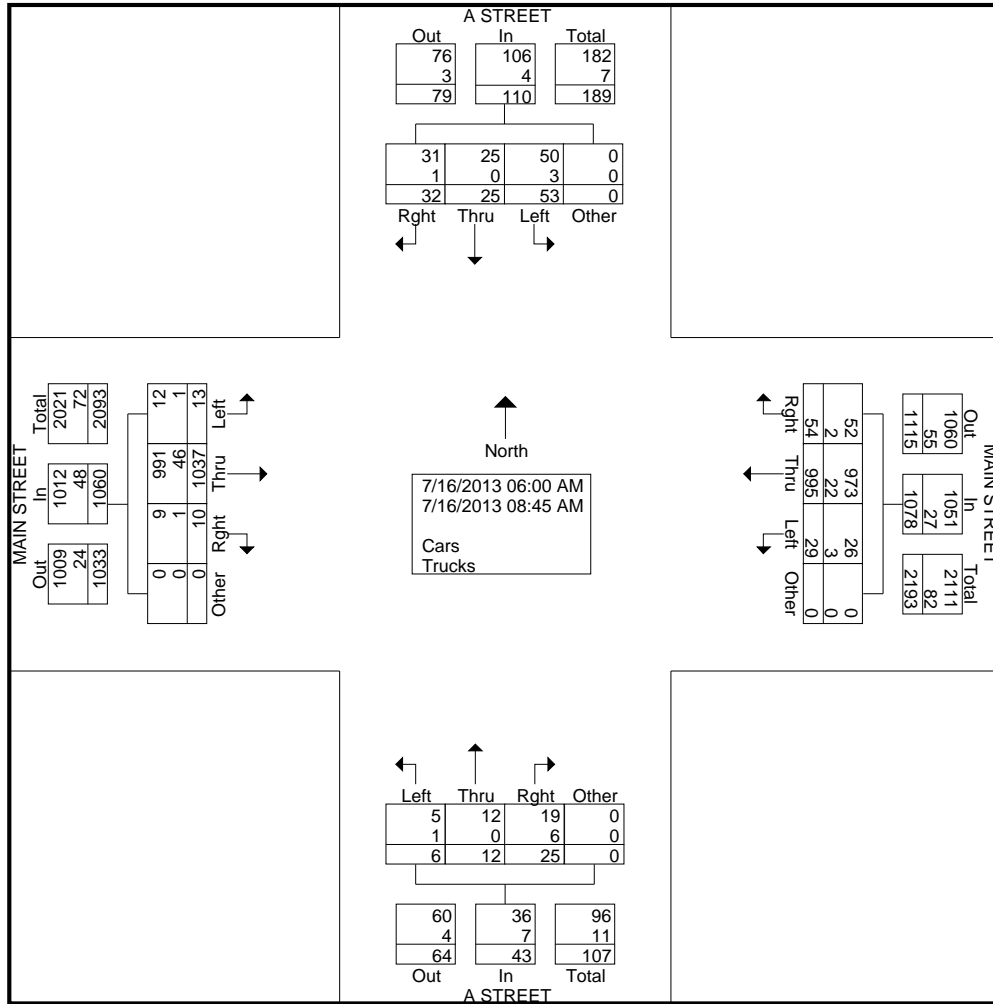 A STREET
Out In Total
76 106 182
3 4 7
79 110 189
31 25 50 0
1 0 3 0
32 25 53 0
Rght Thru Left Other
MAIN STREET
Total In Out
2021 1012 1009
72 48 24
2093 1060 1033
12 991 9 0
1 46 1 0
13 1037 10 0
Left Thru Rght Other
North
7/16/2013 06:00 AM
7/16/2013 08:45 AM
Cars
Trucks
MAIN STREET
Out In Total
1060 1051 2111
55 27 82
1115 1078 2193
52 973 26 0
2 22 3 0
54 995 29 0
Rght Thru Left Other
Left Thru Rght Other
5 12 19 0
1 0 6 0
6 12 25 0
60 36 96
4 7 11
64 43 107
Out In Total
A STREET